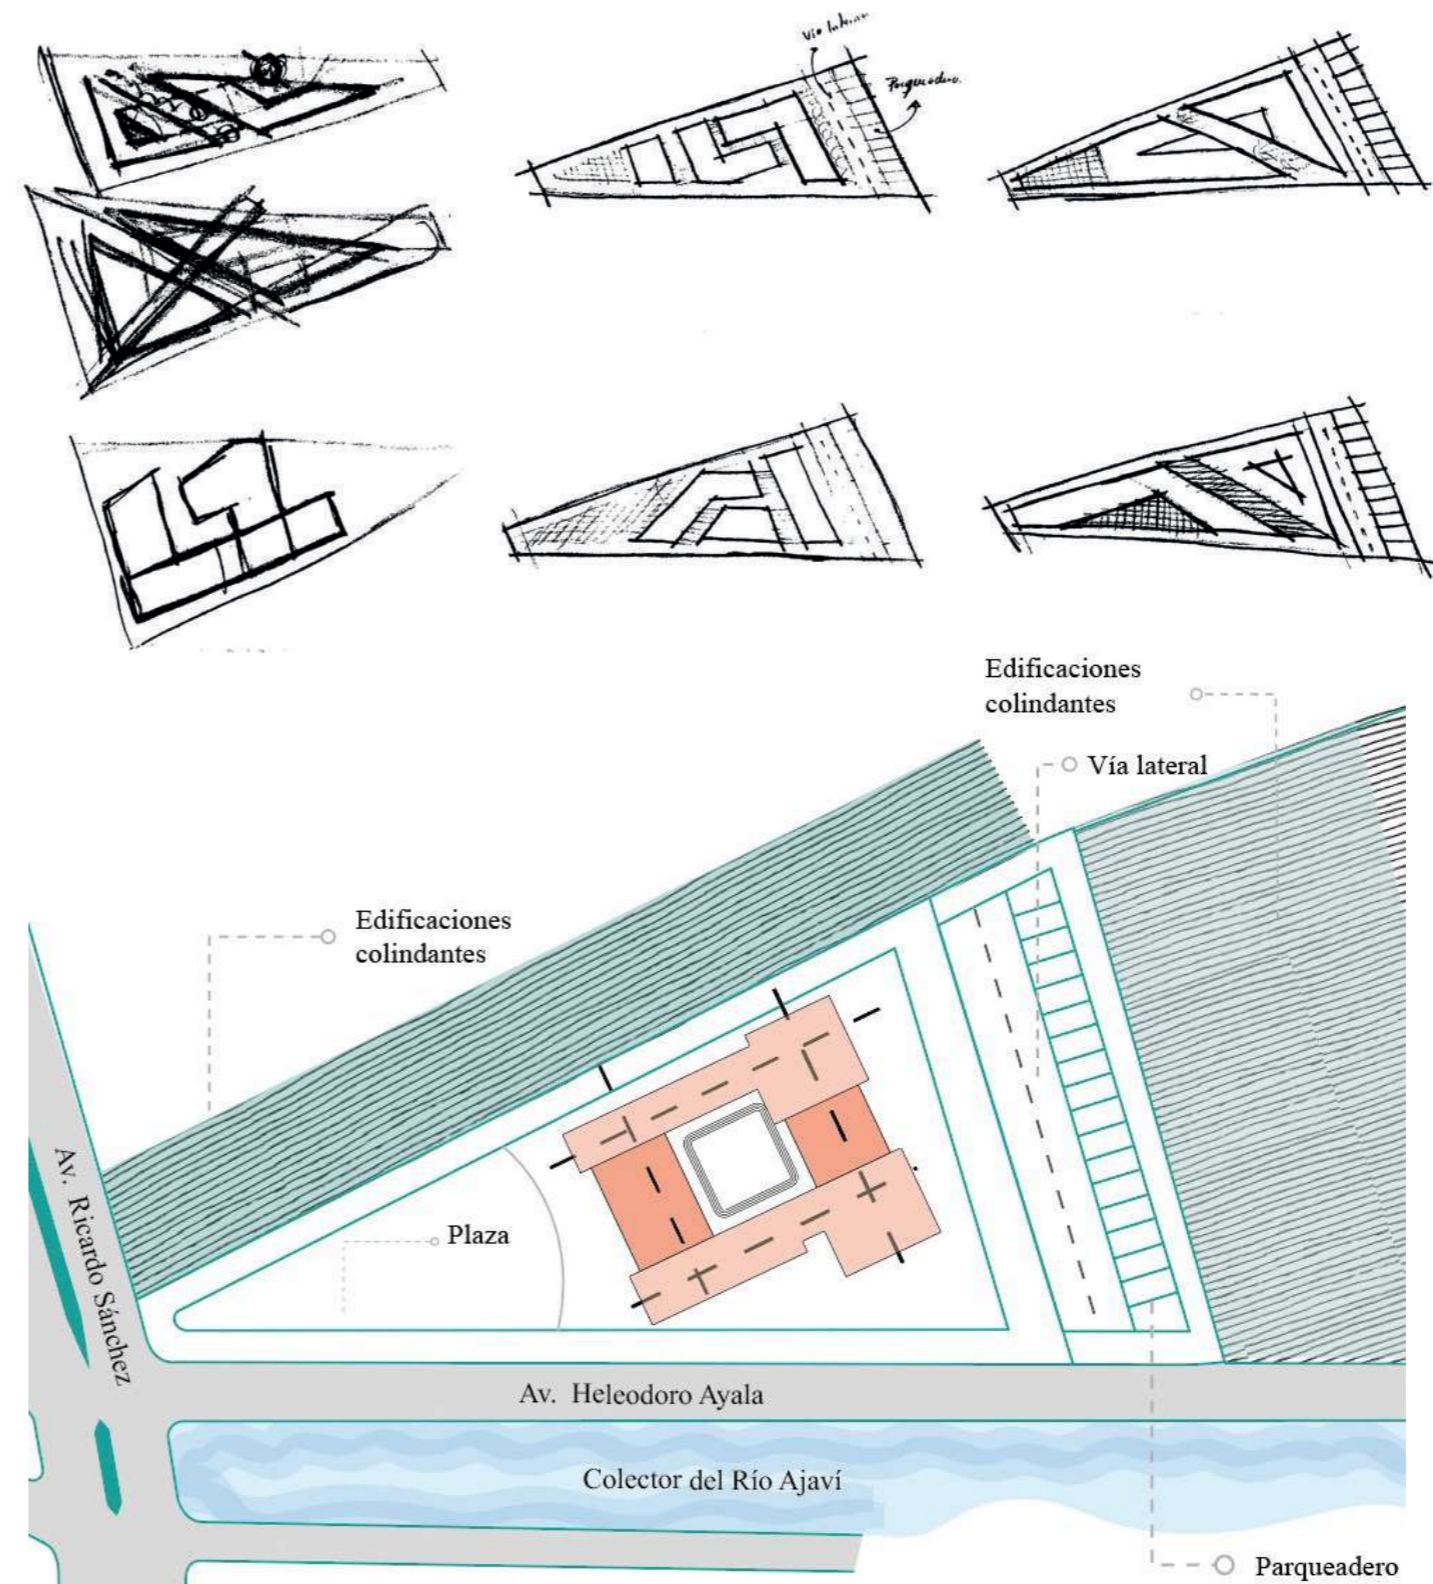 Vía Interna
Parqueadero.
Edificaciones
colindantes
Vía lateral
Edificaciones
colindantes
Av. Ricardo Sánchez
Plaza
Av. Heleodoro Ayala
Colector del Río Ajaví
Parqueadero